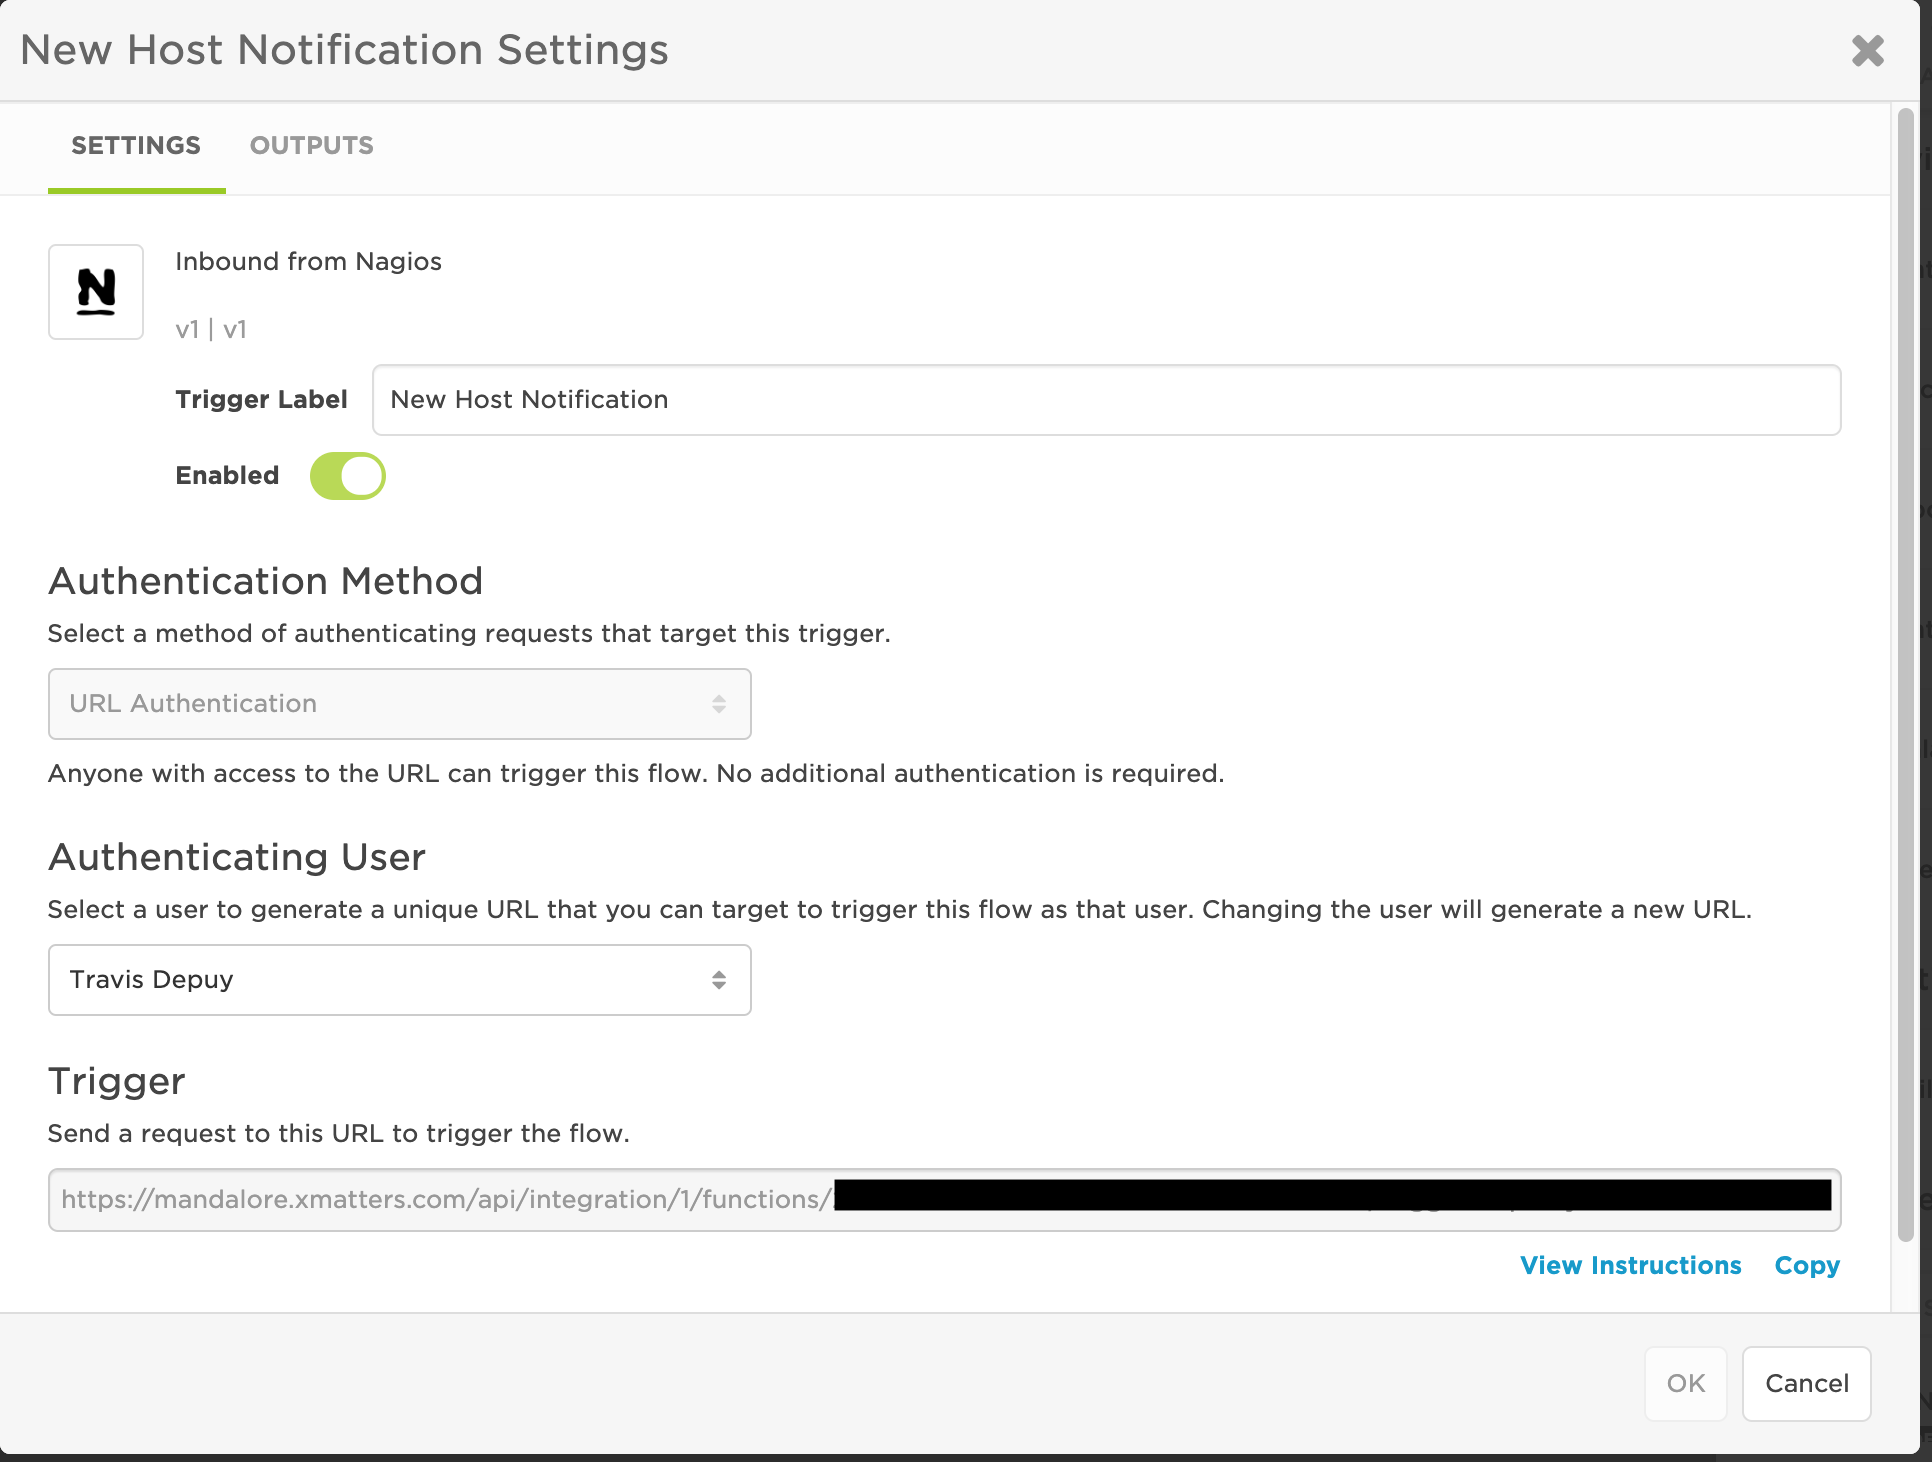 New Host Notification Settings
SETTINGS OUTPUTS
N
Inbound from Nagios
v1 | v1
Trigger Label New Host Notification
Enabled
Authentication Method
Select a method of authenticating requests that target this trigger.
URL Authentication
Anyone with access to the URL can trigger this flow. No additional authentication is required.
Authenticating User
Select a user to generate a unique URL that you can target to trigger this flow as that user. Changing the user will generate a new URL.
Travis Depuy
Trigger
Send a request to this URL to trigger the flow.
https://mandalore.xmatters.com/api/integration/1/functions/
View Instructions Copy
OK Cancel